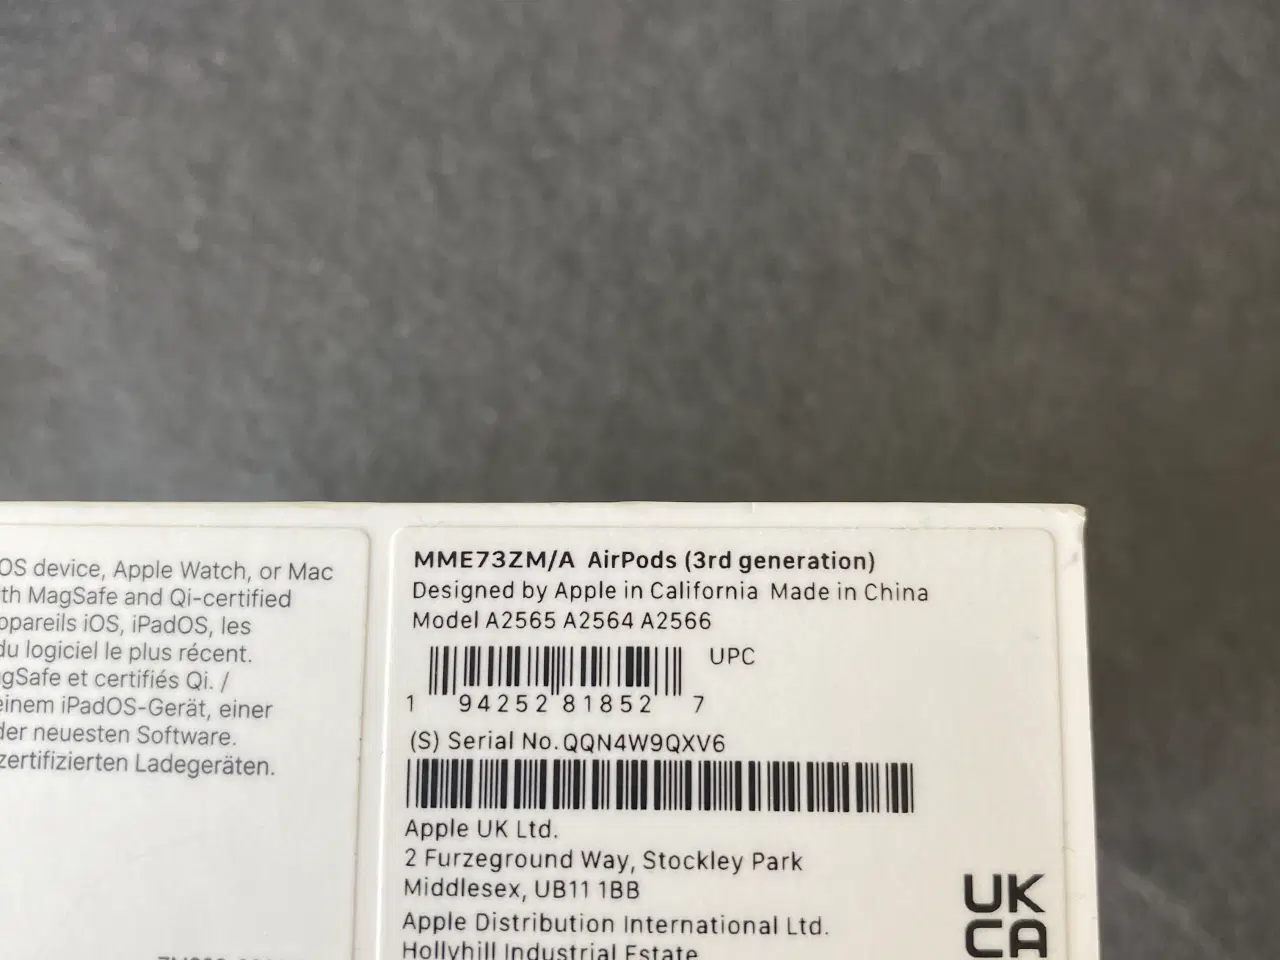 OS device, Apple Watch, or Mac
th MagSafe and Qi-certified
ppareils iOS, iPadOS, les
du logiciel le plus récent.
gSafe et certifiés Qi. /
einem iPadOS-Gerät, einer
der neuesten Software.
zertifizierten Ladegeräten.
MME73ZM/A AirPods (3rd generation)
Designed by Apple in California Made in China
Model A2565 A2564 A2566
UPC
1 94252 81852 7
(S) Serial No. QQN4W9QXV6
Apple UK Ltd.
2 Furzeground Way, Stockley Park
Middlesex, UB11 1BB
Apple Distribution International Ltd.
Hollyhill Industrial Estate
UK
CA